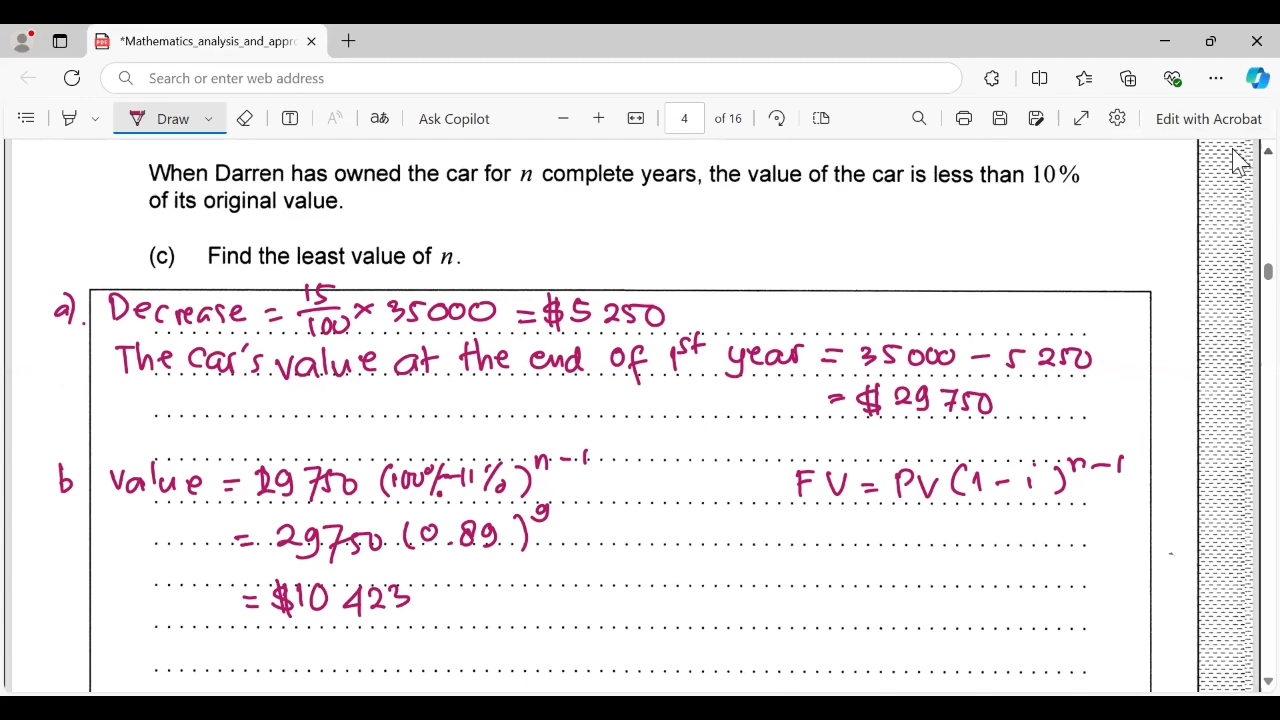 *Mathematics_analysis_and_appro
Search or enter web address
Draw
Ask Copilot
4 of 16
Edit with Acrobat
When Darren has owned the car for n complete years, the value of the car is less than 10%
of its original value.
(c) Find the least value of n.
a). Decrease = 15/100 × 35000 = $5 250
The car's value at the end of 1st year = 35000 - 5 250
= $ 29 750
b value = 29 750 (100%-11%)^n-1 FV = PV(1-i)^n-1
= 29750 (0.89)^9
= $10 423